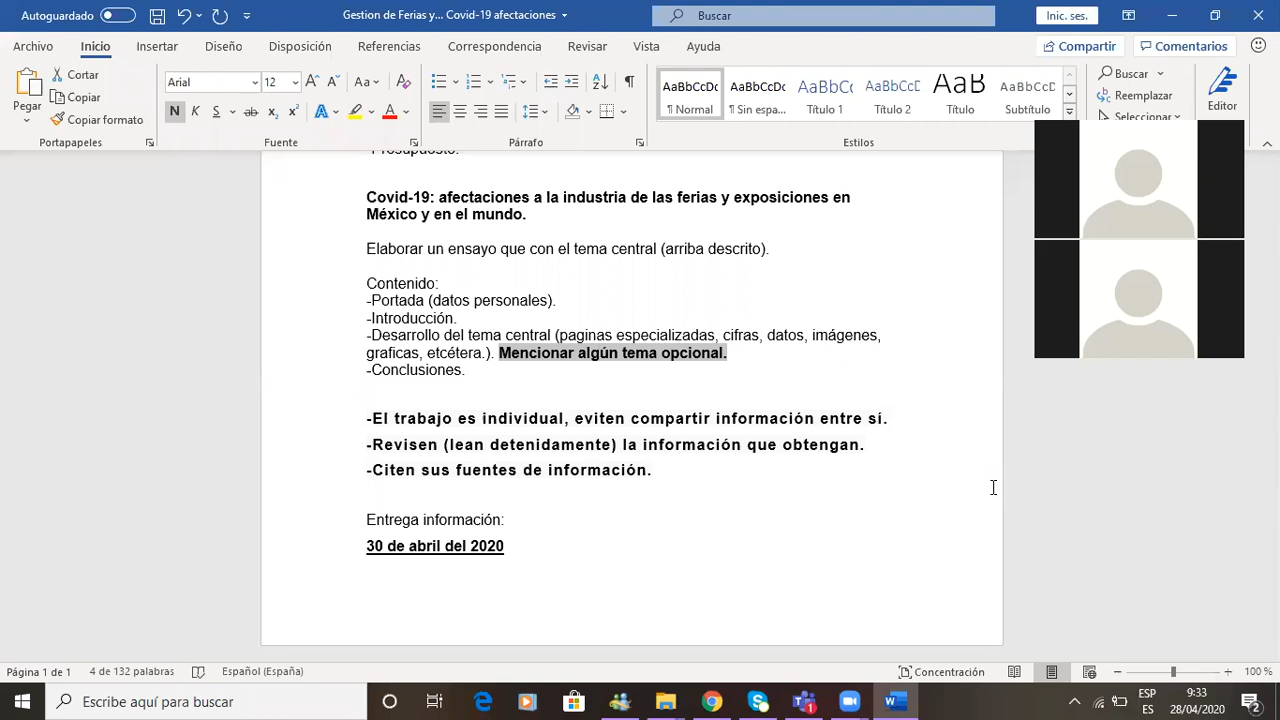 Autoguardado
Gestion de Ferias y... Covid-19 afectaciones
Buscar
Inic. ses.
Archivo Inicio Insertar Diseño Disposición Referencias Correspondencia Revisar Vista Ayuda
Compartir Comentarios
Pegar
Cortar
Copiar
Copiar formato
Portapapeles
Arial 12
N K S ab x₂ x²
Fuente
Párrafo
AaBbCcDc AaBbCcDc AaBbCc AaBbCcD AaB AaBbCcD
¶ Normal ¶ Sin espa... Título 1 Título 2 Título Subtítulo
Estilos
Buscar
Reemplazar
Seleccionar
Editor
-Presupuesto.
Covid-19: afectaciones a la industria de las ferias y exposiciones en
México y en el mundo.
Elaborar un ensayo que con el tema central (arriba descrito).
Contenido:
-Portada (datos personales).
-Introducción.
-Desarrollo del tema central (paginas especializadas, cifras, datos, imágenes,
graficas, etcétera.). Mencionar algún tema opcional.
-Conclusiones.
-El trabajo es individual, eviten compartir información entre sí.
-Revisen (lean detenidamente) la información que obtengan.
-Citen sus fuentes de información.
Entrega información:
30 de abril del 2020
Página 1 de 1 4 de 132 palabras Español (España) Concentración 100 %
Escribe aquí para buscar
ESP
ES
9:33
28/04/2020